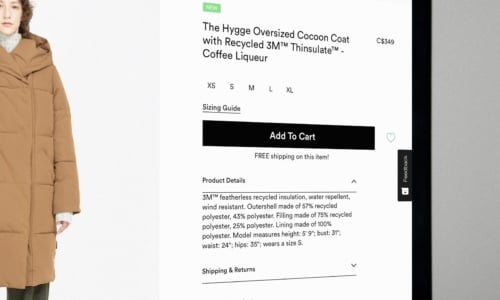 NEW
The Hygge Oversized Cocoon Coat
with Recycled 3M™ Thinsulate™ -
Coffee Liqueur
C$349
XS S M L XL
Sizing Guide
Add To Cart
FREE shipping on this item!
Feedback
Product Details
3M™ featherless recycled insulation, water repellent,
wind resistant. Outershell made of 57% recycled
polyester, 43% polyester. Filling made of 75% recycled
polyester, 25% polyester. Lining made of 100%
polyester. Model measures height: 5' 9"; bust: 31";
waist: 24"; hips: 35"; wears a size S.
Shipping & Returns